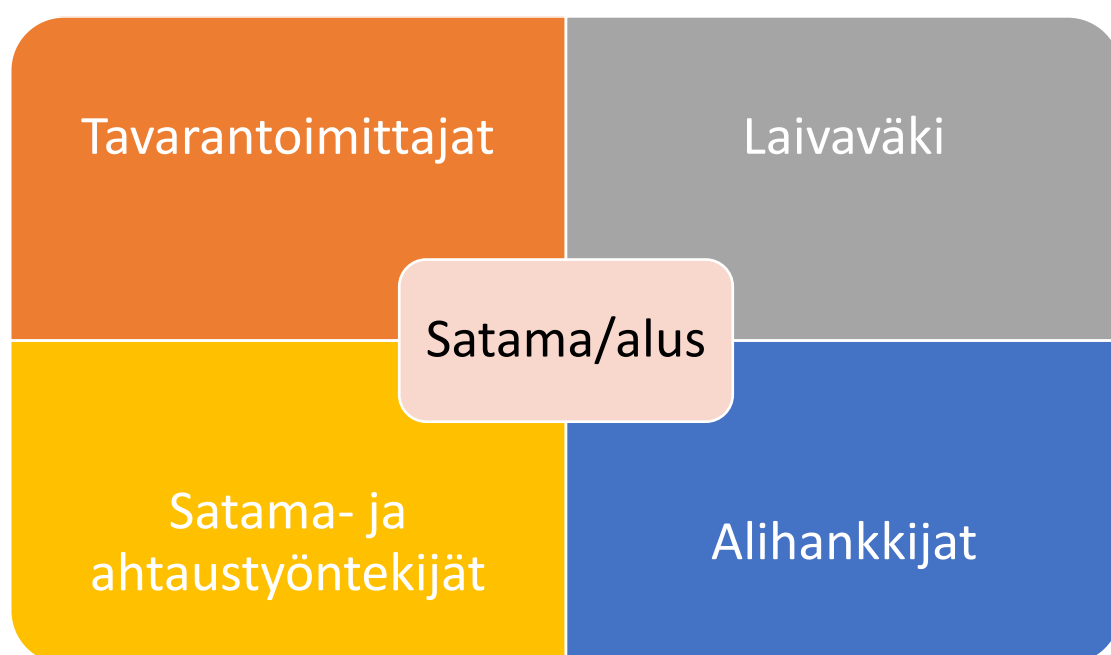 Tavarantoimittajat
Laivaväki
Satama/alus
Satama- ja
ahtaustyöntekijät
Alihankkijat